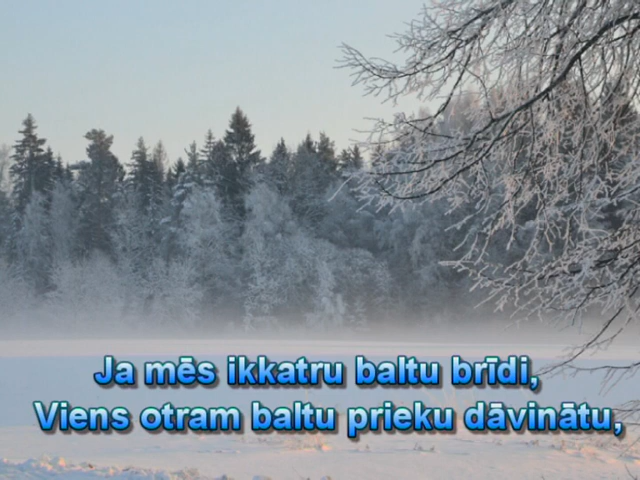 Ja mēs ikkatru baltu brīdi,
Viens otram baltu prieku dāvinātu,